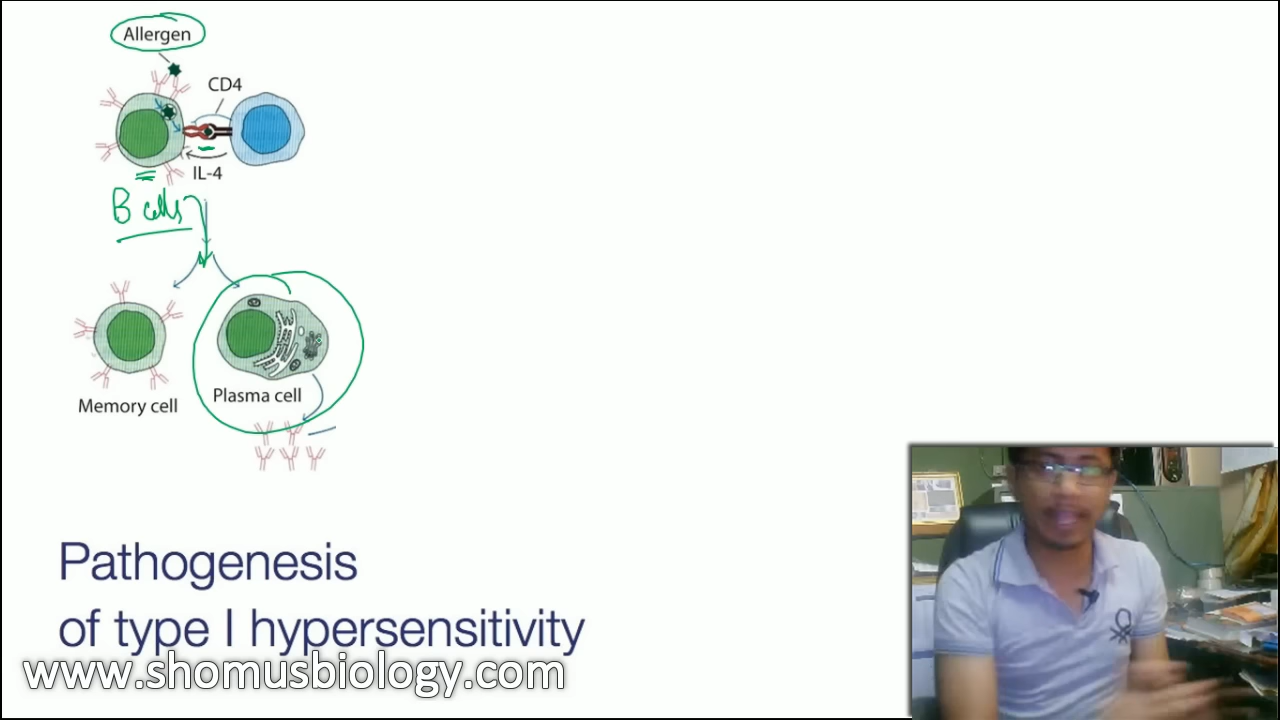 Allergen
CD4
IL-4
B cells
Memory cell
Plasma cell
Pathogenesis
of type I hypersensitivity
www.shomusbiology.com